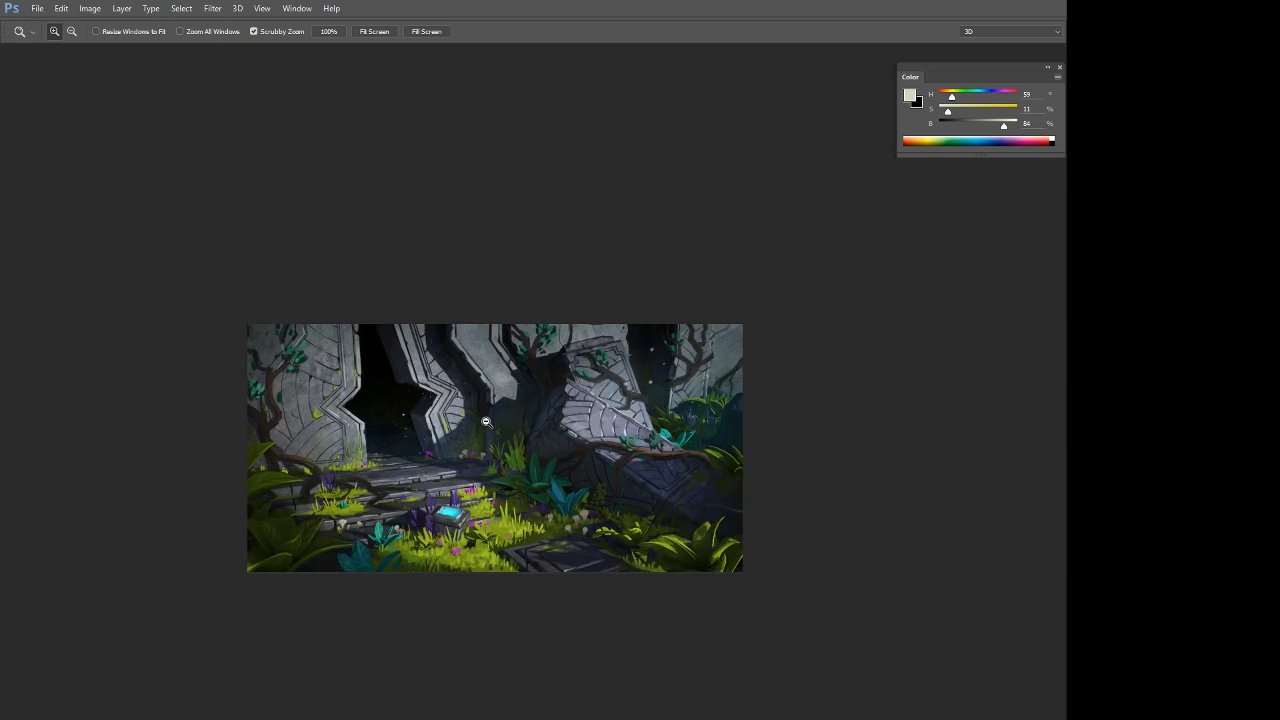 Ps File Edit Image Layer Type Select Filter 3D View Window Help
Resize Windows to Fit Zoom All Windows Scrubby Zoom 100% Fit Screen Fill Screen 3D
Color
H 59 °
S 11 %
B 84 %